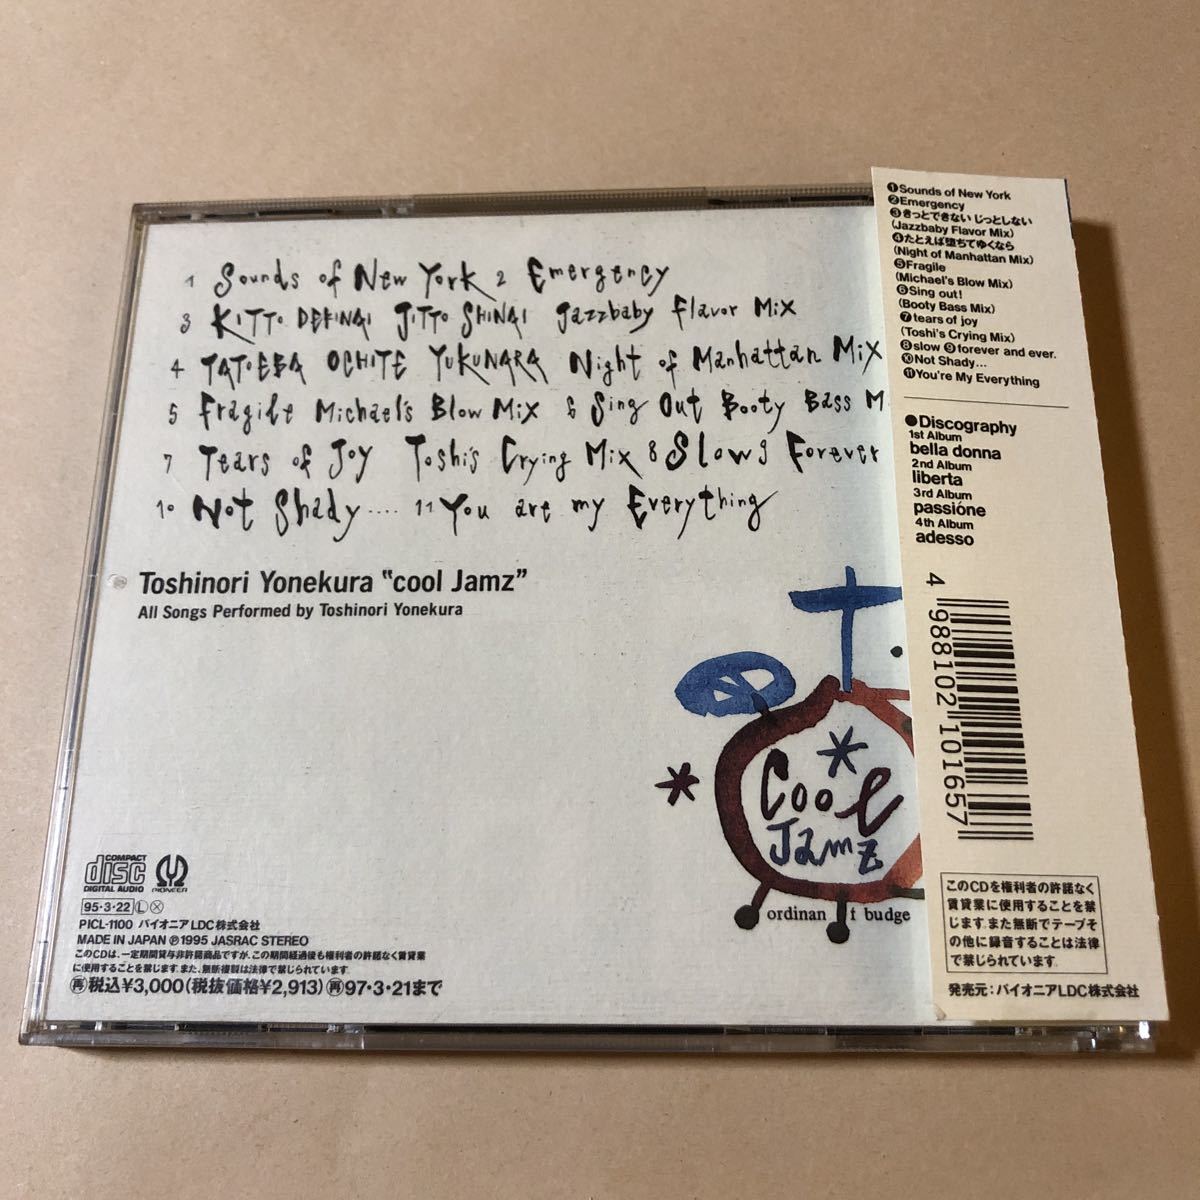 1 Sounds of New York 2 Emergency
3 KITTO DEKINAI JITTO SHINAI Jazzbaby Flavor Mix
4 TATOEBA OCHITE YUKUNARA Night of Manhattan Mix
5 Fragile Michael's Blow Mix 6 Sing Out Booty Bass M
7 Tears of Joy Toshi's Crying Mix 8 Slow 9 Forever
10 Not Shady.... 11 You are my Everything
Toshinori Yonekura "cool Jamz"
All Songs Performed by Toshinori Yonekura
*
*
Cool
Jamz
ordinan f budge
COMPACT
disc
DIGITAL AUDIO
PIONEER
95・3・22 Ⓛ ⓧ
PICL-1100 パイオニアLDC株式会社
MADE IN JAPAN ℗1995 JASRAC STEREO
このCDは、一定期間貸与非許諾商品ですが、この期間経過後も権利者の許諾なく賃貸業
に使用することを禁じます。また、無断複製は法律で禁じられています。
㊢税込¥3,000(税抜価格¥2,913)㊢97・3・21まで
❶Sounds of New York
❷Emergency
❸きっとできない じっとしない
(Jazzbaby Flavor Mix)
❹たとえば堕ちてゆくなら
(Night of Manhattan Mix)
❺Fragile
(Michael's Blow Mix)
❻Sing out!
(Booty Bass Mix)
❼tears of joy
(Toshi's Crying Mix)
❽slow ❾forever and ever.
❿Not Shady...
⓫You're My Everything
●Discography
1st Album
bella donna
2nd Album
liberta
3rd Album
passióne
4th Album
adesso
4 988102 101657
このCDを権利者の許諾なく
賃貸業に使用することを禁
じます。また無断でテープそ
の他に録音することは法律
で禁じられています。
発売元:パイオニアLDC株式会社